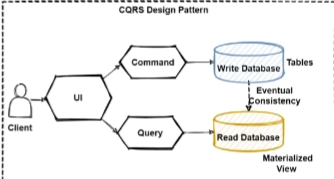 CQRS Design Pattern
Command
Write Database
Tables
UI
Eventual
Consistency
Client
Query
Read Database
Materialized
View